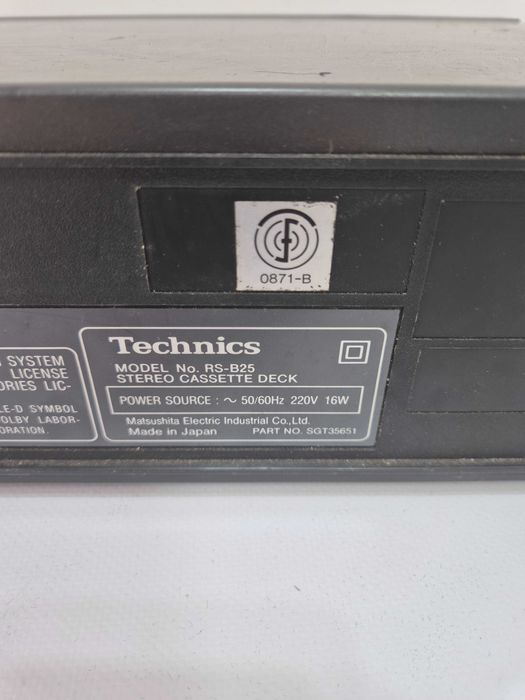 0871-B
SYSTEM
LICENSE
ORIES LIC-
LE-D SYMBOL
OLBY LABOR-
ORATION.
Technics
MODEL No. RS-B25
STEREO CASSETTE DECK
POWER SOURCE : ~ 50/60Hz 220V 16W
Matsushita Electric Industrial Co.,Ltd.
Made in Japan PART NO. SGT35651